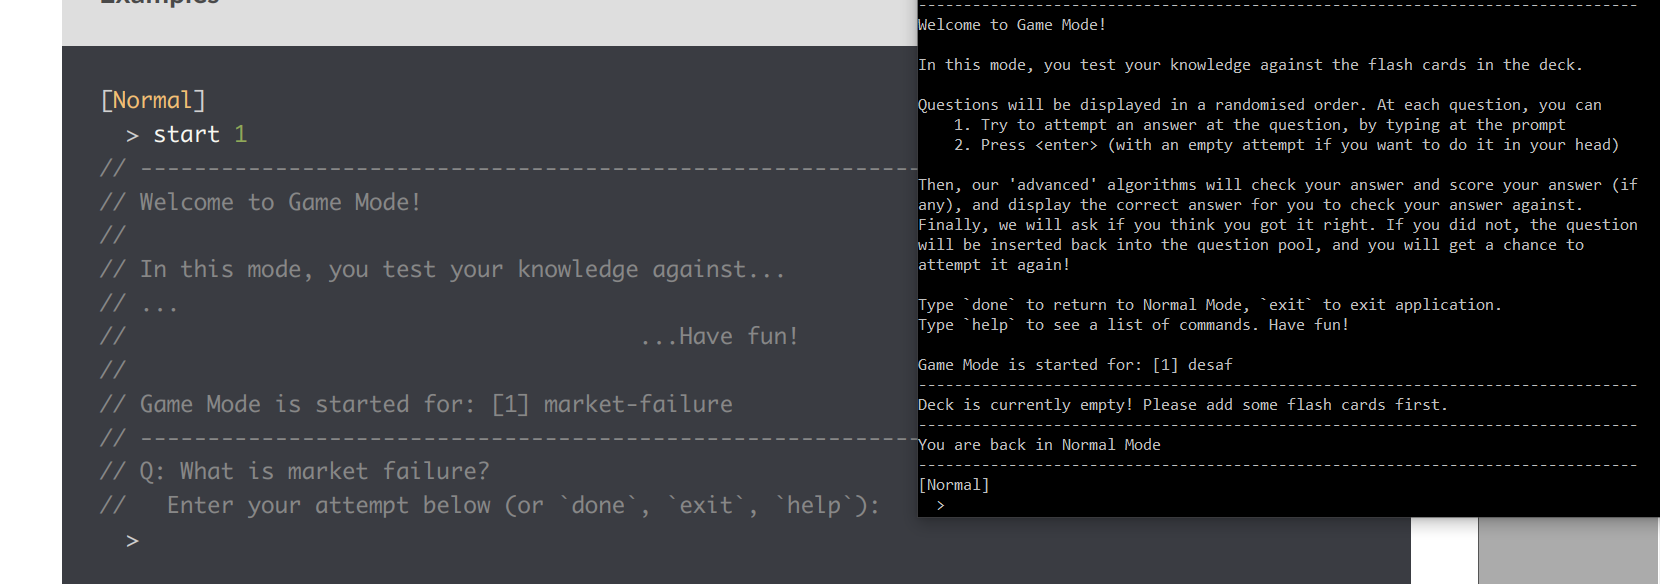 Examples
[Normal]
> start 1
// ----------------------------------------------------------
// Welcome to Game Mode!
//
// In this mode, you test your knowledge against...
// ...
// ...Have fun!
//
// Game Mode is started for: [1] market-failure
// ----------------------------------------------------------
// Q: What is market failure?
// Enter your attempt below (or `done`, `exit`, `help`):
>
--------------------------------------------------------------------------------
Welcome to Game Mode!
In this mode, you test your knowledge against the flash cards in the deck.
Questions will be displayed in a randomised order. At each question, you can
1. Try to attempt an answer at the question, by typing at the prompt
2. Press <enter> (with an empty attempt if you want to do it in your head)
Then, our 'advanced' algorithms will check your answer and score your answer (if
any), and display the correct answer for you to check your answer against.
Finally, we will ask if you think you got it right. If you did not, the question
will be inserted back into the question pool, and you will get a chance to
attempt it again!
Type `done` to return to Normal Mode, `exit` to exit application.
Type `help` to see a list of commands. Have fun!
Game Mode is started for: [1] desaf
--------------------------------------------------------------------------------
Deck is currently empty! Please add some flash cards first.
--------------------------------------------------------------------------------
You are back in Normal Mode
--------------------------------------------------------------------------------
[Normal]
>